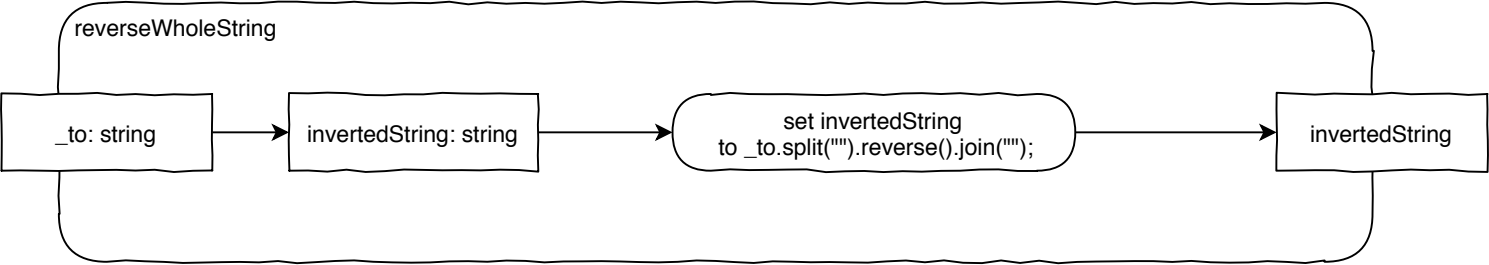 reverseWholeString
_to: string
invertedString: string
set invertedString
to _to.split("").reverse().join("");
invertedString